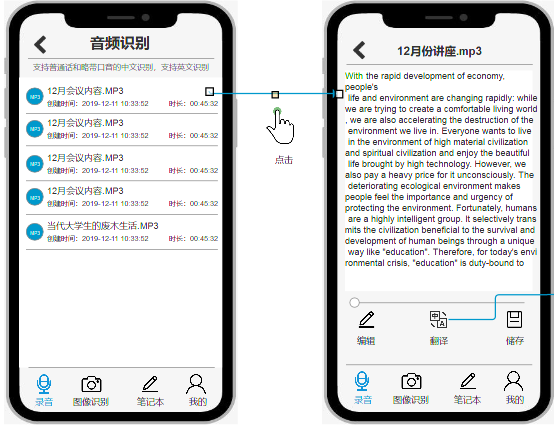 音频识别
支持普通话和略带口音的中文识别，支持英文识别
MP3
12月会议内容.MP3
创建时间：2019-12-11 10:33:52 时长：00:45:32
MP3
12月会议内容.MP3
创建时间：2019-12-11 10:33:52 时长：00:45:32
MP3
12月会议内容.MP3
创建时间：2019-12-11 10:33:52 时长：00:45:32
MP3
12月会议内容.MP3
创建时间：2019-12-11 10:33:52 时长：00:45:32
MP3
当代大学生的废木生活.MP3
创建时间：2019-12-11 10:33:52 时长：00:45:32
录音 图像识别 笔记本 我的
点击
12月份讲座.mp3
With the rapid development of economy,
people's
life and environment are changing rapidly: while
we are trying to create a comfortable living world
, we are also accelerating the destruction of the
environment we live in. Everyone wants to live
in the environment of high material civilization
and spiritual civilization and enjoy the beautiful
life brought by high technology. However, we
also pay a heavy price for it unconsciously. The
deteriorating ecological environment makes
people feel the importance and urgency of
protecting the environment. Fortunately, humans
are a highly intelligent group. It selectively trans
mits the civilization beneficial to the survival and
development of human beings through a unique
way like "education". Therefore, for today's envi
ronmental crisis, "education" is duty-bound to
中 A
编辑 翻译 储存
录音 图像识别 笔记本 我的